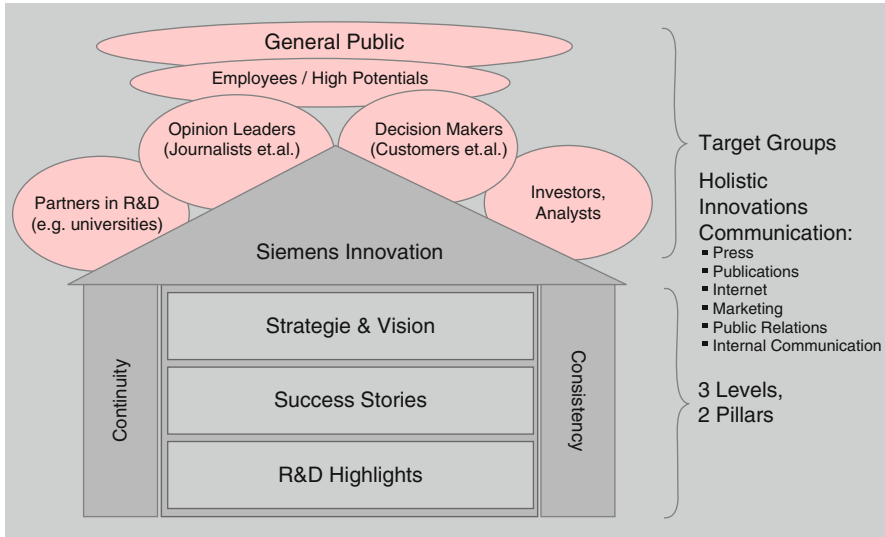 General Public
Employees / High Potentials
Opinion Leaders
(Journalists et.al.)
Decision Makers
(Customers et.al.)
Partners in R&D
(e.g. universities)
Investors,
Analysts
Siemens Innovation
Strategie & Vision
Success Stories
R&D Highlights
Continuity
Consistency
Target Groups
Holistic
Innovations
Communication:
▪ Press
▪ Publications
▪ Internet
▪ Marketing
▪ Public Relations
▪ Internal Communication
3 Levels,
2 Pillars